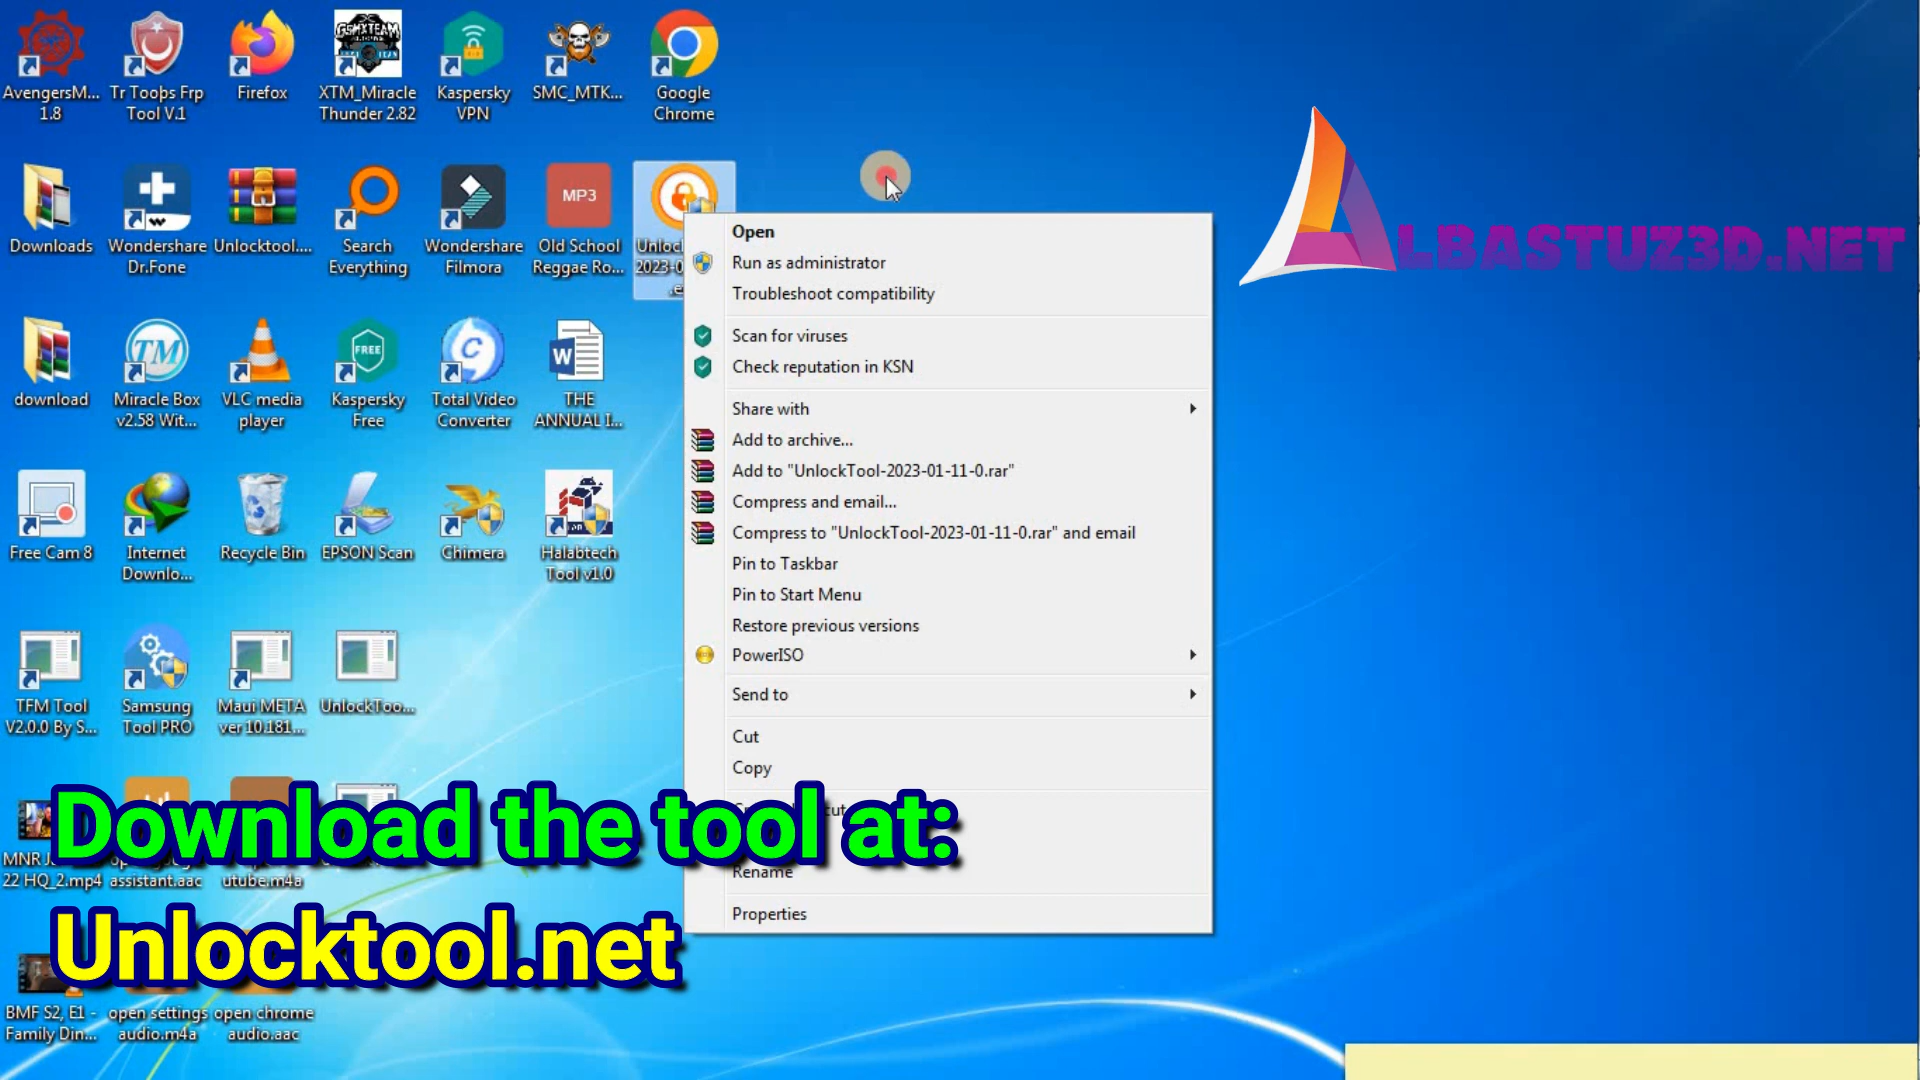 AvengersM...
1.8
Tr Tooþs Frp
Tool V.1
Firefox
XTM_Miracle
Thunder 2.82
Kaspersky
VPN
SMC_MTK...
Google
Chrome
Downloads
Wondershare
Dr.Fone
Unlocktool....
Search
Everything
Wondershare
Filmora
MP3
Old School
Reggae Ro...
download
Miracle Box
v2.58 Wit...
VLC media
player
FREE
Kaspersky
Free
Total Video
Converter
THE
ANNUAL I...
Free Cam 8
Internet
Downlo...
Recycle Bin
EPSON Scan
Chimera
Halabtech
Tool v1.0
TFM Tool
V2.0.0 By S...
Samsung
Tool PRO
Maui META
ver 10.181...
UnlockToo...
22 HQ_2.mp4
assistant.aac
utube.m4a
BMF S2, E1 -
Family Din...
open settings
audio.m4a
open chrome
audio.aac
Open
Run as administrator
Troubleshoot compatibility
Scan for viruses
Check reputation in KSN
Share with
Add to archive...
Add to "UnlockTool-2023-01-11-0.rar"
Compress and email...
Compress to "UnlockTool-2023-01-11-0.rar" and email
Pin to Taskbar
Pin to Start Menu
Restore previous versions
PowerISO
Send to
Cut
Copy
Rename
Properties
ALBASTUZ3D.NET
Download the tool at:
Unlocktool.net